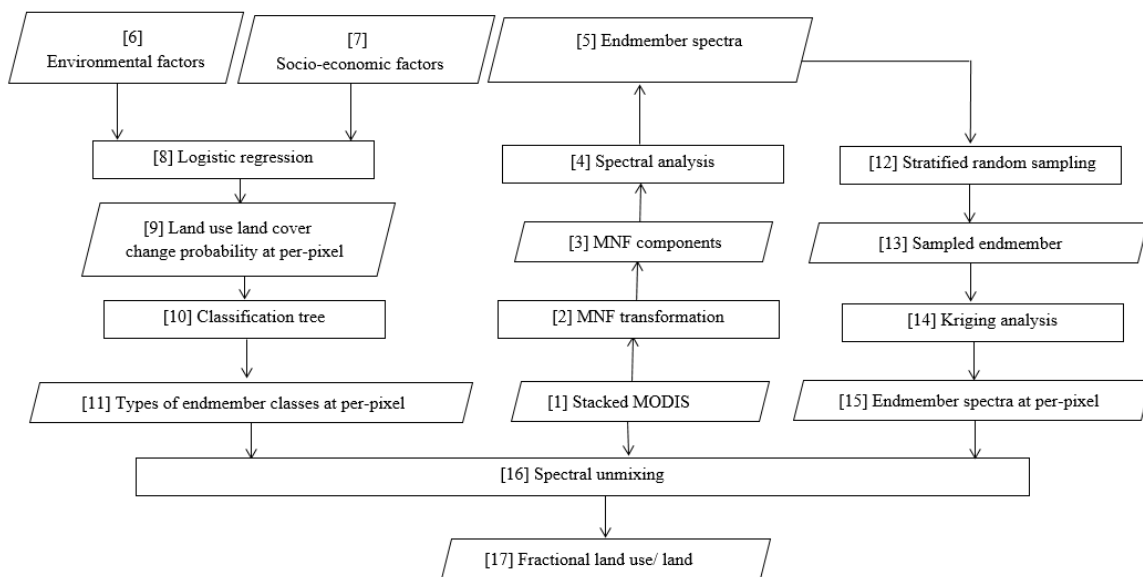 [6]
Environmental factors
[7]
Socio-economic factors
[5] Endmember spectra
[8] Logistic regression
[4] Spectral analysis
[12] Stratified random sampling
[9] Land use land cover
change probability at per-pixel
[3] MNF components
[13] Sampled endmember
[10] Classification tree
[2] MNF transformation
[14] Kriging analysis
[11] Types of endmember classes at per-pixel
[1] Stacked MODIS
[15] Endmember spectra at per-pixel
[16] Spectral unmixing
[17] Fractional land use/ land